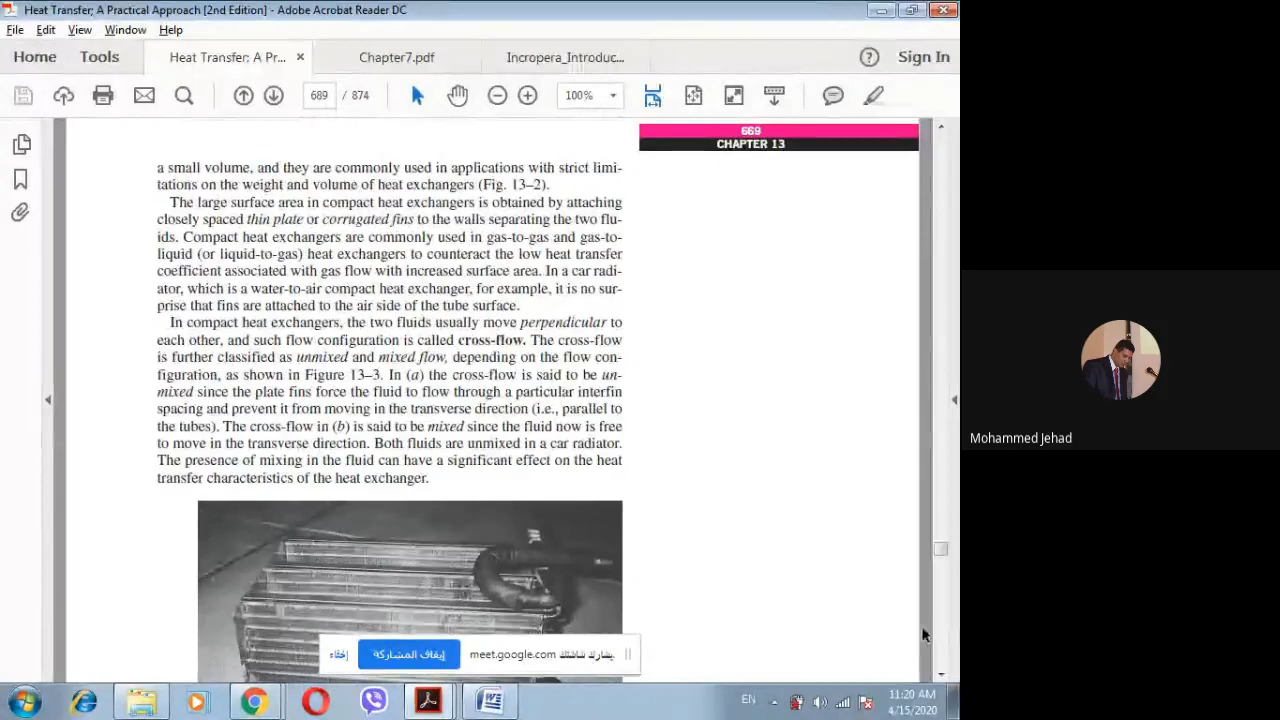 Heat Transfer; A Practical Approach [2nd Edition] - Adobe Acrobat Reader DC
File Edit View Window Help
Home Tools Heat Transfer; A Pr... × Chapter7.pdf Incropera_Introduc... ? Sign In
689 / 874 100%
669
CHAPTER 13
a small volume, and they are commonly used in applications with strict limi-
tations on the weight and volume of heat exchangers (Fig. 13–2).
The large surface area in compact heat exchangers is obtained by attaching
closely spaced thin plate or corrugated fins to the walls separating the two flu-
ids. Compact heat exchangers are commonly used in gas-to-gas and gas-to-
liquid (or liquid-to-gas) heat exchangers to counteract the low heat transfer
coefficient associated with gas flow with increased surface area. In a car radi-
ator, which is a water-to-air compact heat exchanger, for example, it is no sur-
prise that fins are attached to the air side of the tube surface.
In compact heat exchangers, the two fluids usually move perpendicular to
each other, and such flow configuration is called cross-flow. The cross-flow
is further classified as unmixed and mixed flow, depending on the flow con-
figuration, as shown in Figure 13–3. In (a) the cross-flow is said to be un-
mixed since the plate fins force the fluid to flow through a particular interfin
spacing and prevent it from moving in the transverse direction (i.e., parallel to
the tubes). The cross-flow in (b) is said to be mixed since the fluid now is free
to move in the transverse direction. Both fluids are unmixed in a car radiator.
The presence of mixing in the fluid can have a significant effect on the heat
transfer characteristics of the heat exchanger.
Mohammed Jehad
يشارك شاشتك meet.google.com إيقاف المشاركة إخفاء
EN 11:20 AM
4/15/2020